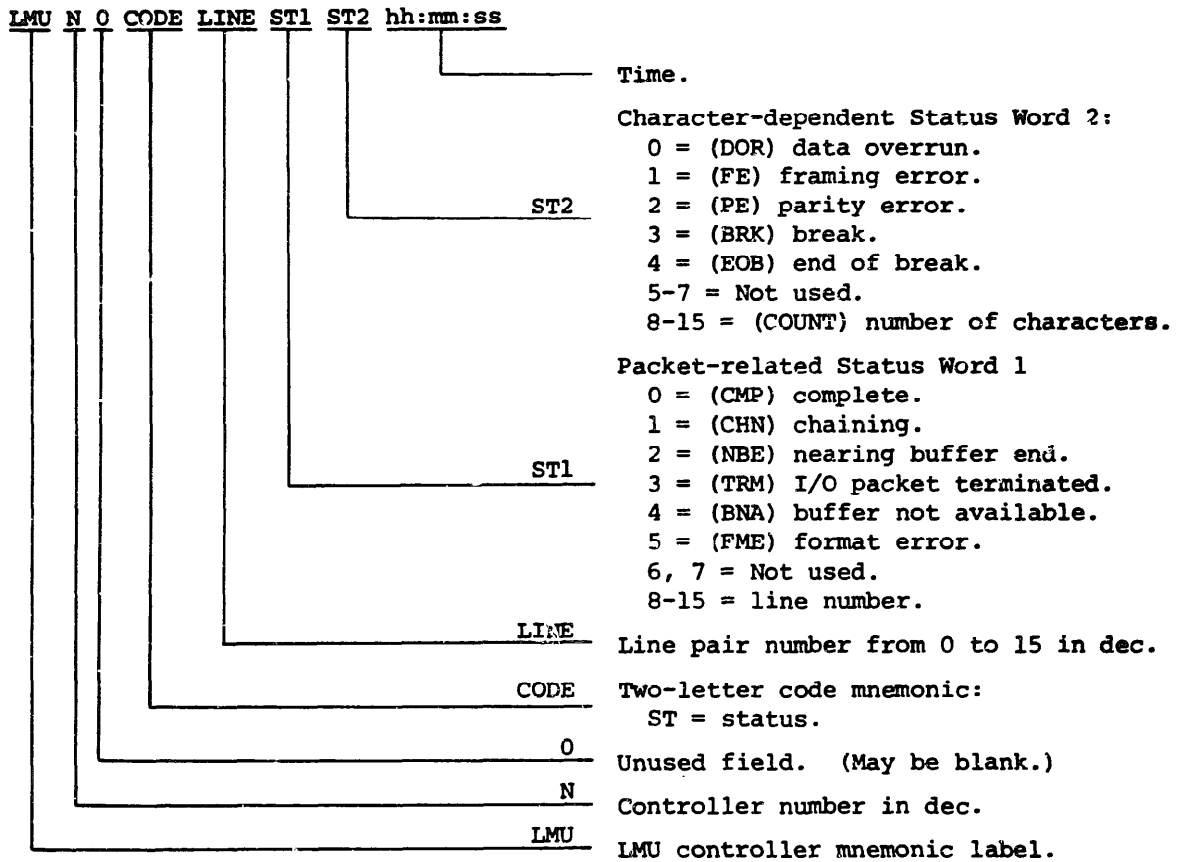 LMU N 0 CODE LINE ST1 ST2 hh:mm:ss
Time.
Character-dependent Status Word 2:
0 = (DOR) data overrun.
1 = (FE) framing error.
ST2 2 = (PE) parity error.
3 = (BRK) break.
4 = (EOB) end of break.
5-7 = Not used.
8-15 = (COUNT) number of characters.
Packet-related Status Word 1
0 = (CMP) complete.
1 = (CHN) chaining.
2 = (NBE) nearing buffer end.
ST1 3 = (TRM) I/O packet terminated.
4 = (BNA) buffer not available.
5 = (FME) format error.
6, 7 = Not used.
8-15 = line number.
LINE Line pair number from 0 to 15 in dec.
CODE Two-letter code mnemonic:
ST = status.
0 Unused field. (May be blank.)
N Controller number in dec.
LMU LMU controller mnemonic label.